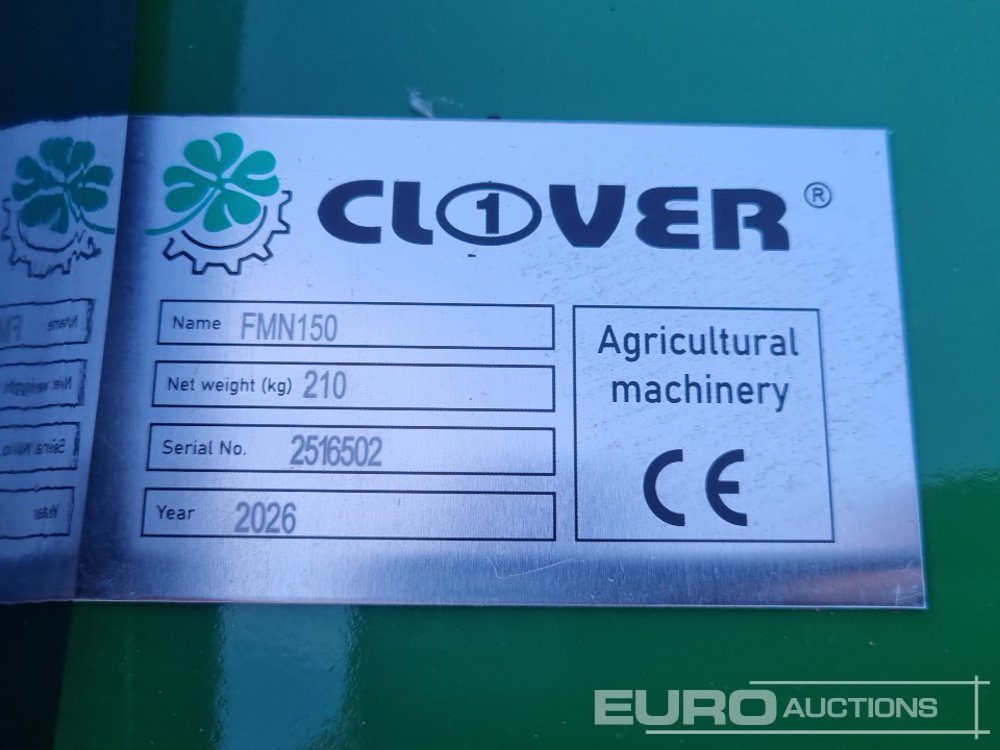 CL1VER®
Name FMN150
Net weight (kg) 210
Serial No. 2516502
Year 2026
Agricultural
machinery
CE
EURO AUCTIONS